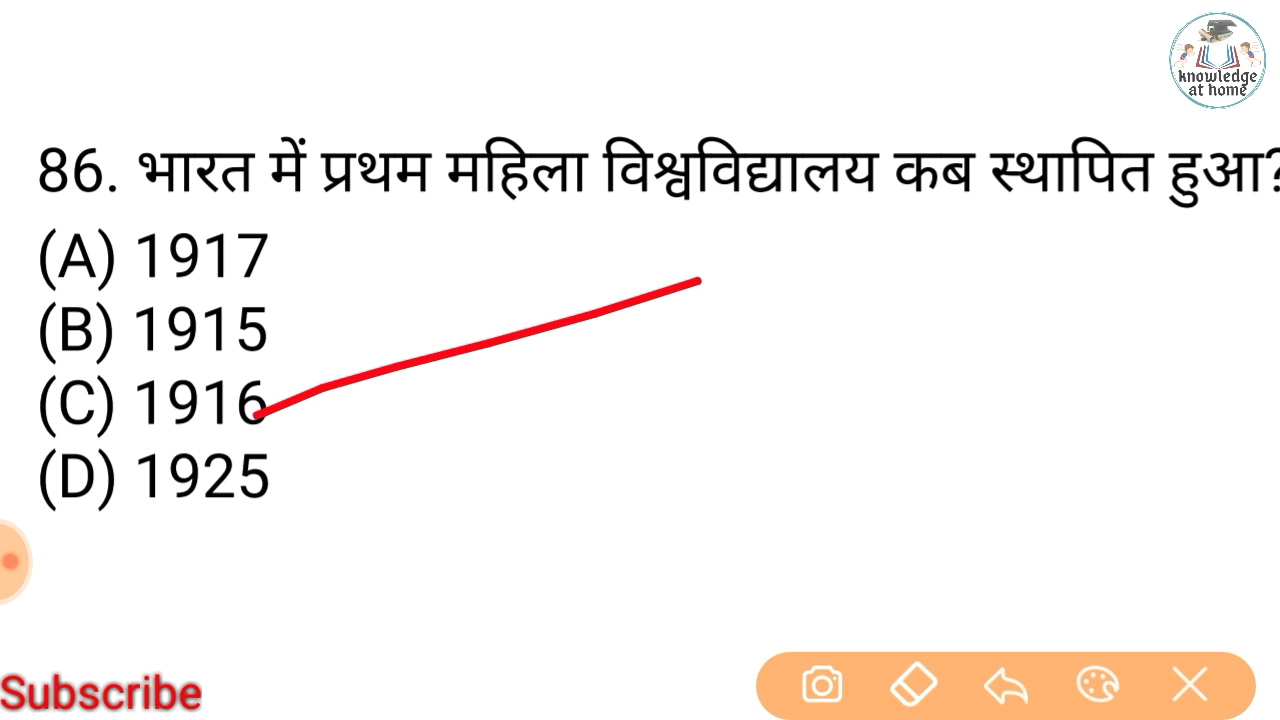 knowledge
at home
86. भारत में प्रथम महिला विश्वविद्यालय कब स्थापित हुआ?
(A) 1917
(B) 1915
(C) 1916
(D) 1925
Subscribe